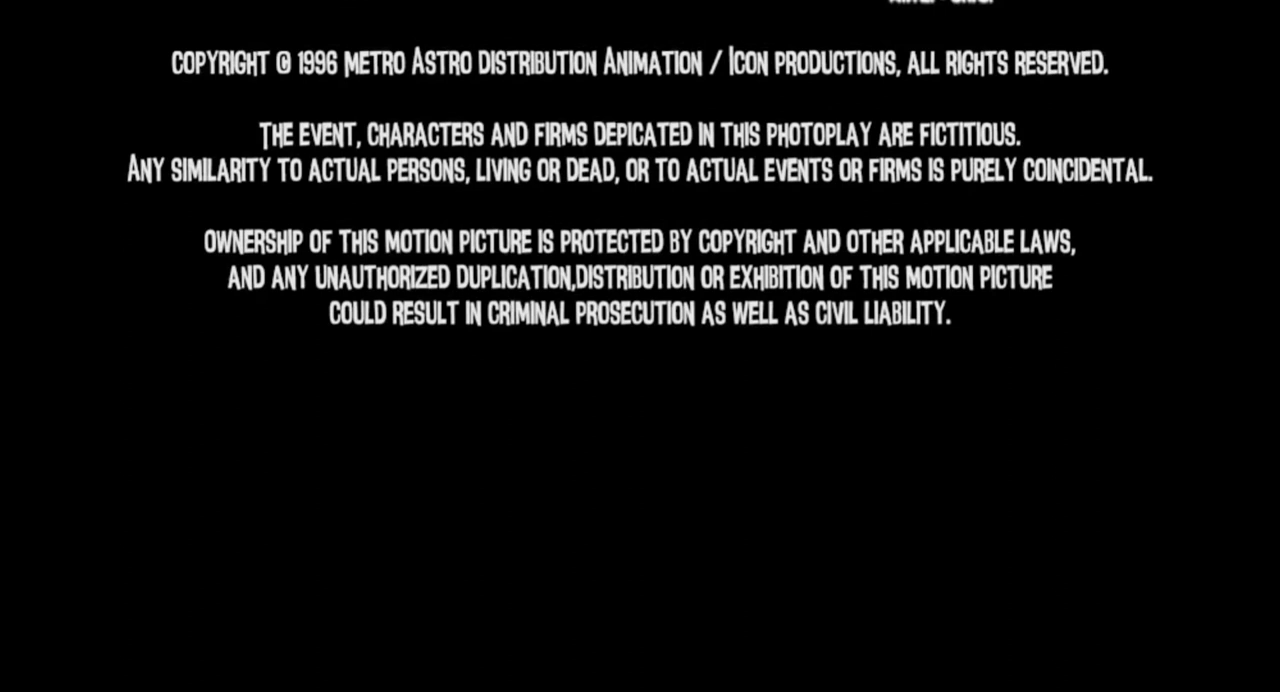 COPYRIGHT © 1996 METRO ASTRO DISTRIBUTION ANIMATION / ICON PRODUCTIONS, ALL RIGHTS RESERVED.
THE EVENT, CHARACTERS AND FIRMS DEPICATED IN THIS PHOTOPLAY ARE FICTITIOUS.
ANY SIMILARITY TO ACTUAL PERSONS, LIVING OR DEAD, OR TO ACTUAL EVENTS OR FIRMS IS PURELY COINCIDENTAL.
OWNERSHIP OF THIS MOTION PICTURE IS PROTECTED BY COPYRIGHT AND OTHER APPLICABLE LAWS,
AND ANY UNAUTHORIZED DUPLICATION,DISTRIBUTION OR EXHIBITION OF THIS MOTION PICTURE
COULD RESULT IN CRIMINAL PROSECUTION AS WELL AS CIVIL LIABILITY.